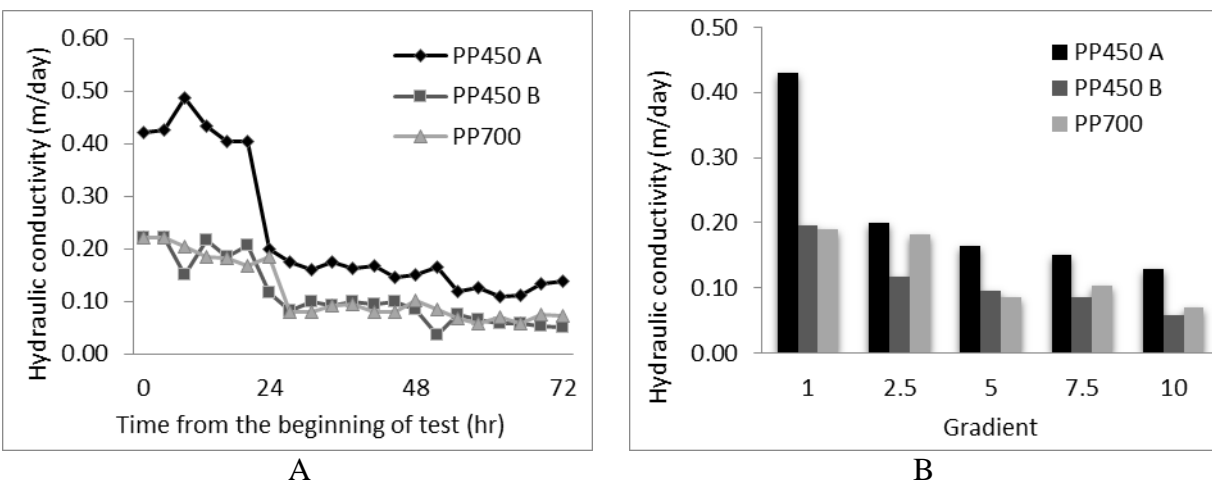 0.60
0.50
0.40
0.30
0.20
0.10
0.00
Hydraulic conductivity (m/day)
PP450 A
PP450 B
PP700
0 24 48 72
Time from the beginning of test (hr)
A
0.50
0.40
0.30
0.20
0.10
0.00
Hydraulic conductivity (m/day)
PP450 A
PP450 B
PP700
1 2.5 5 7.5 10
Gradient
B